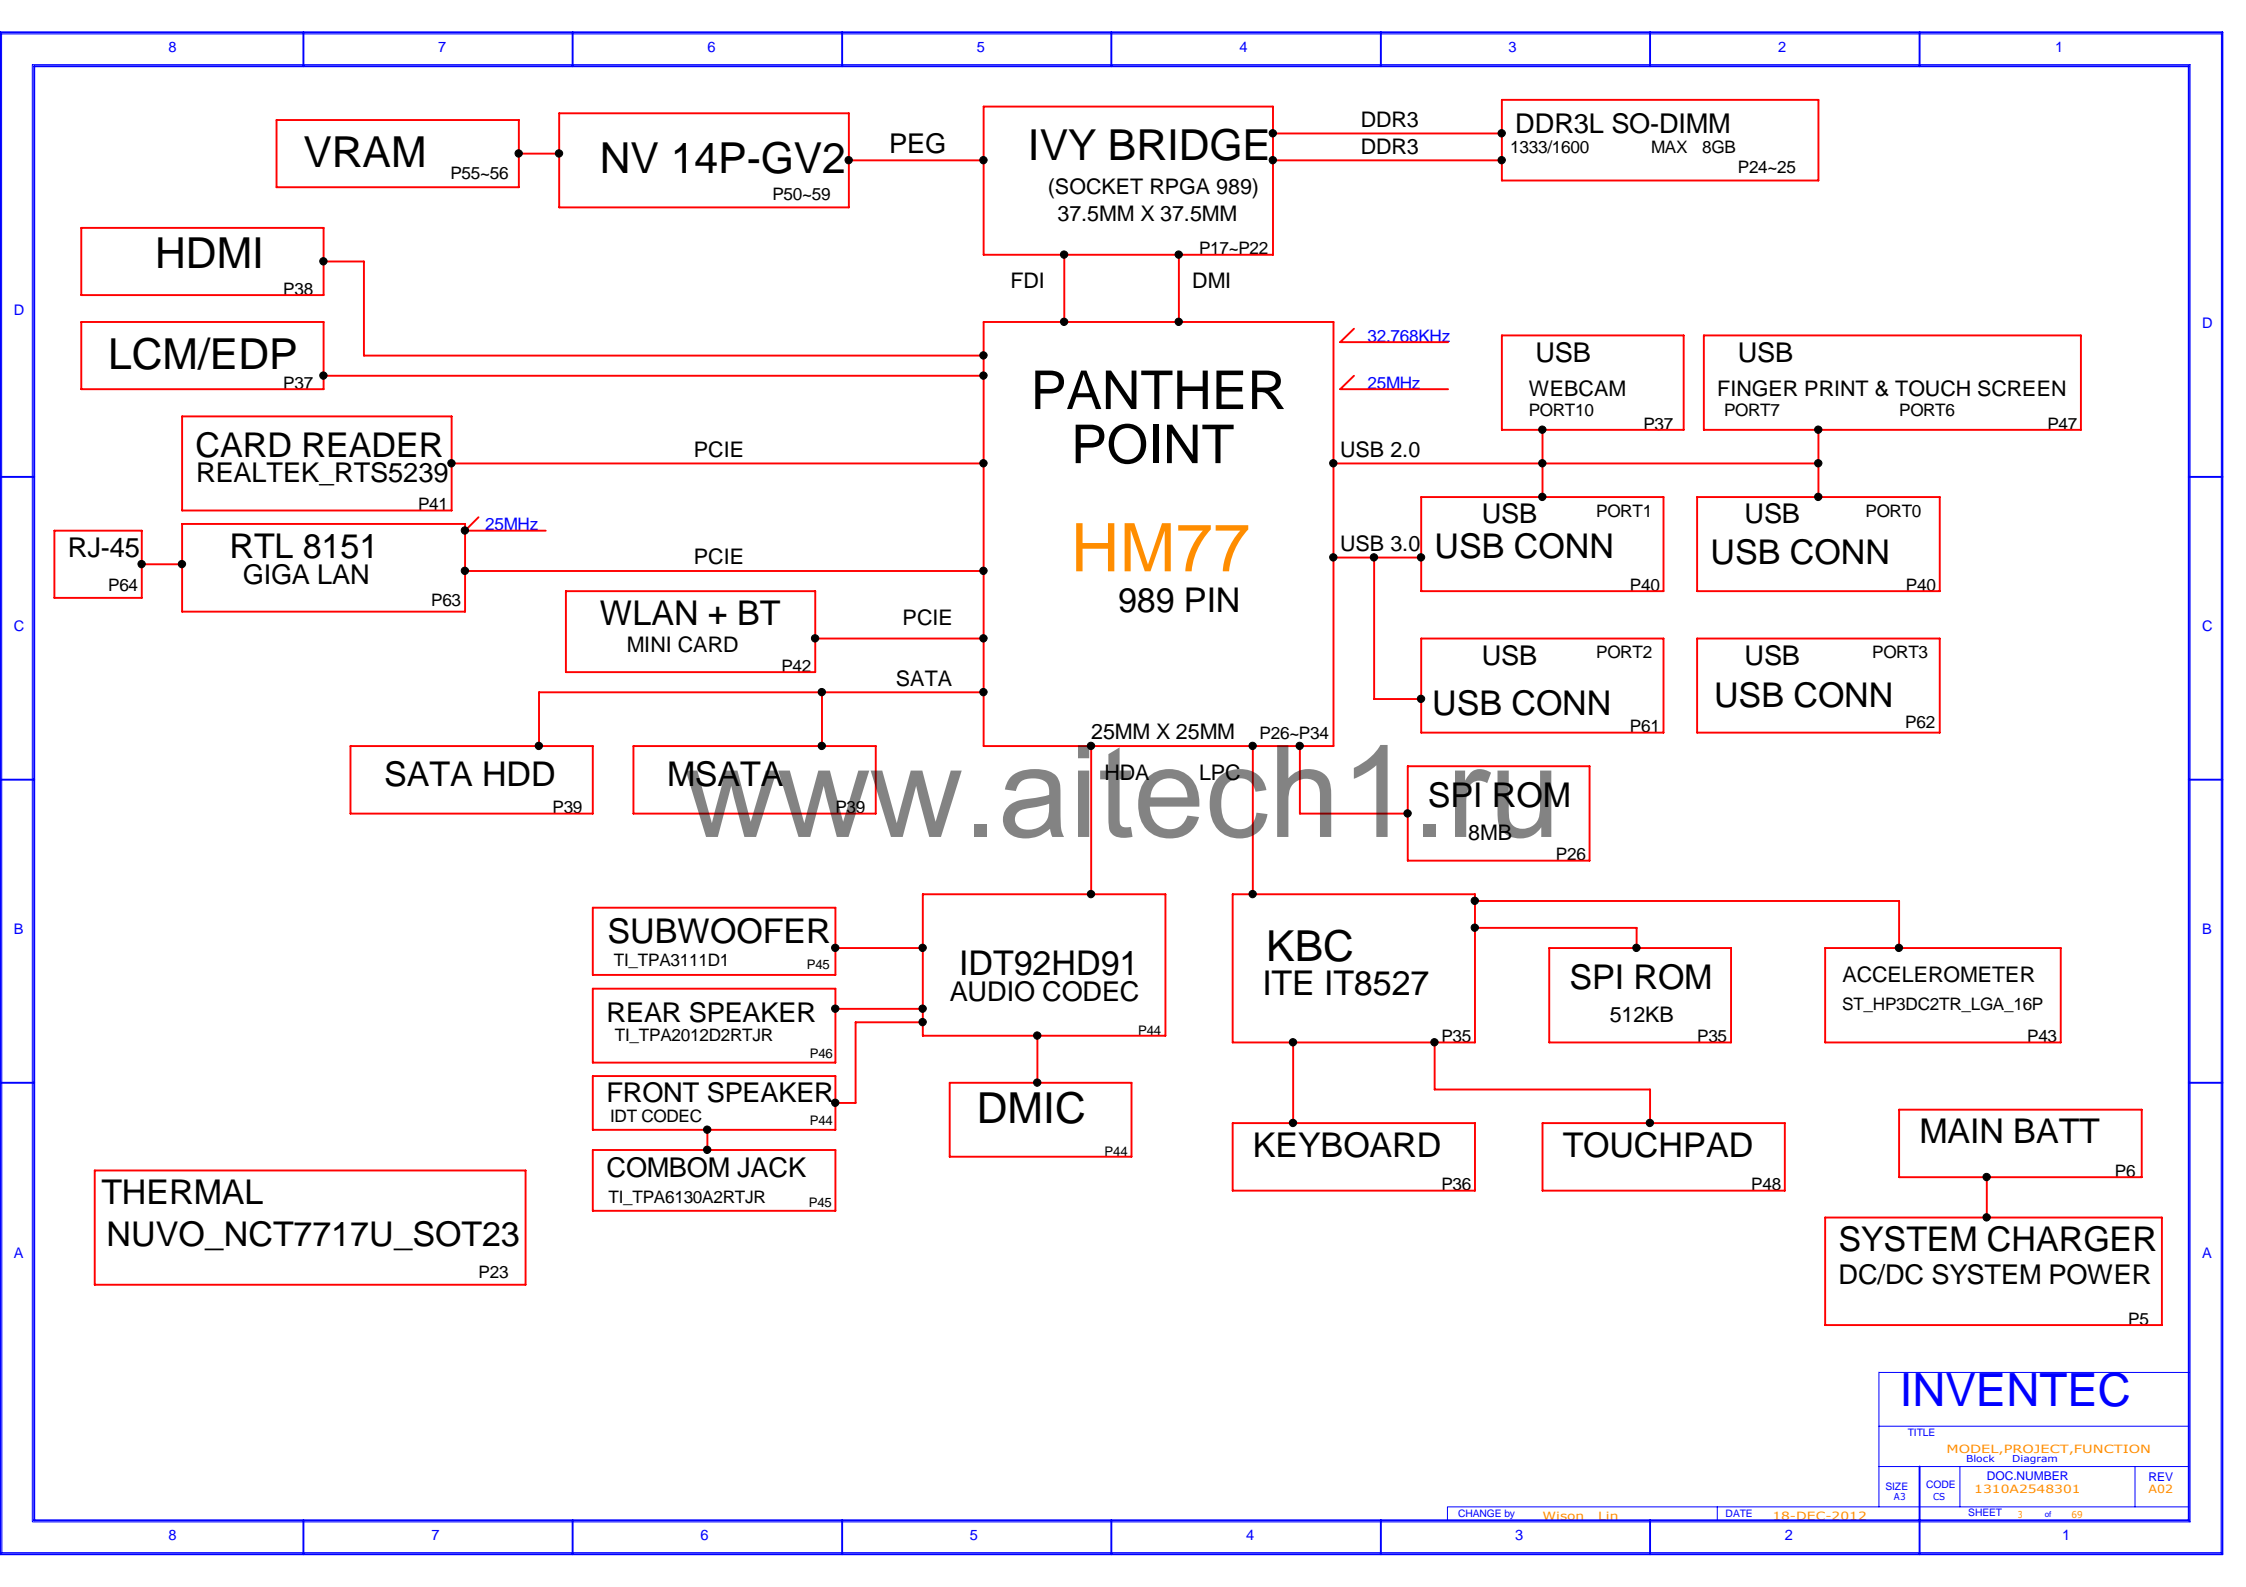 8 7 6 5 4 3 2 1
VRAM
P55~56
NV 14P-GV2
P50~59
PEG
IVY BRIDGE
(SOCKET RPGA 989)
37.5MM X 37.5MM
P17~P22
DDR3
DDR3
DDR3L SO-DIMM
1333/1600 MAX 8GB
P24~25
HDMI
P38
FDI
DMI
D
D
LCM/EDP
P37
PANTHER
POINT
HM77
989 PIN
25MM X 25MM
P26~P34
32.768KHz
25MHz
USB
WEBCAM
PORT10
P37
USB
FINGER PRINT & TOUCH SCREEN
PORT7 PORT6
P47
CARD READER
REALTEK_RTS5239
P41
PCIE
USB 2.0
RJ-45
P64
RTL 8151
GIGA LAN
P63
25MHz
PCIE
USB 3.0
USB PORT1
USB CONN
P40
USB PORT0
USB CONN
P40
WLAN + BT
MINI CARD
P42
PCIE
C
C
USB PORT2
USB CONN
P61
USB PORT3
USB CONN
P62
SATA
SATA HDD
P39
MSATA
P39
HDA
LPC
www.aitech1.ru
SPI ROM
8MB
P26
B
B
SUBWOOFER
TI_TPA3111D1 P45
REAR SPEAKER
TI_TPA2012D2RTJR
P46
FRONT SPEAKER
IDT CODEC
P44
COMBOM JACK
TI_TPA6130A2RTJR P45
IDT92HD91
AUDIO CODEC
P44
DMIC
P44
KBC
ITE IT8527
P35
SPI ROM
512KB
P35
ACCELEROMETER
ST_HP3DC2TR_LGA_16P
P43
KEYBOARD
P36
TOUCHPAD
P48
MAIN BATT
P6
SYSTEM CHARGER
DC/DC SYSTEM POWER
P5
THERMAL
NUVO_NCT7717U_SOT23
P23
A
A
INVENTEC
TITLE
MODEL,PROJECT,FUNCTION
Block Diagram
SIZE
A3
CODE
CS
DOC.NUMBER
1310A2548301
REV
A02
CHANGE by Wison Lin
DATE 18-DEC-2012
SHEET 3 of 69
8 7 6 5 4 3 2 1